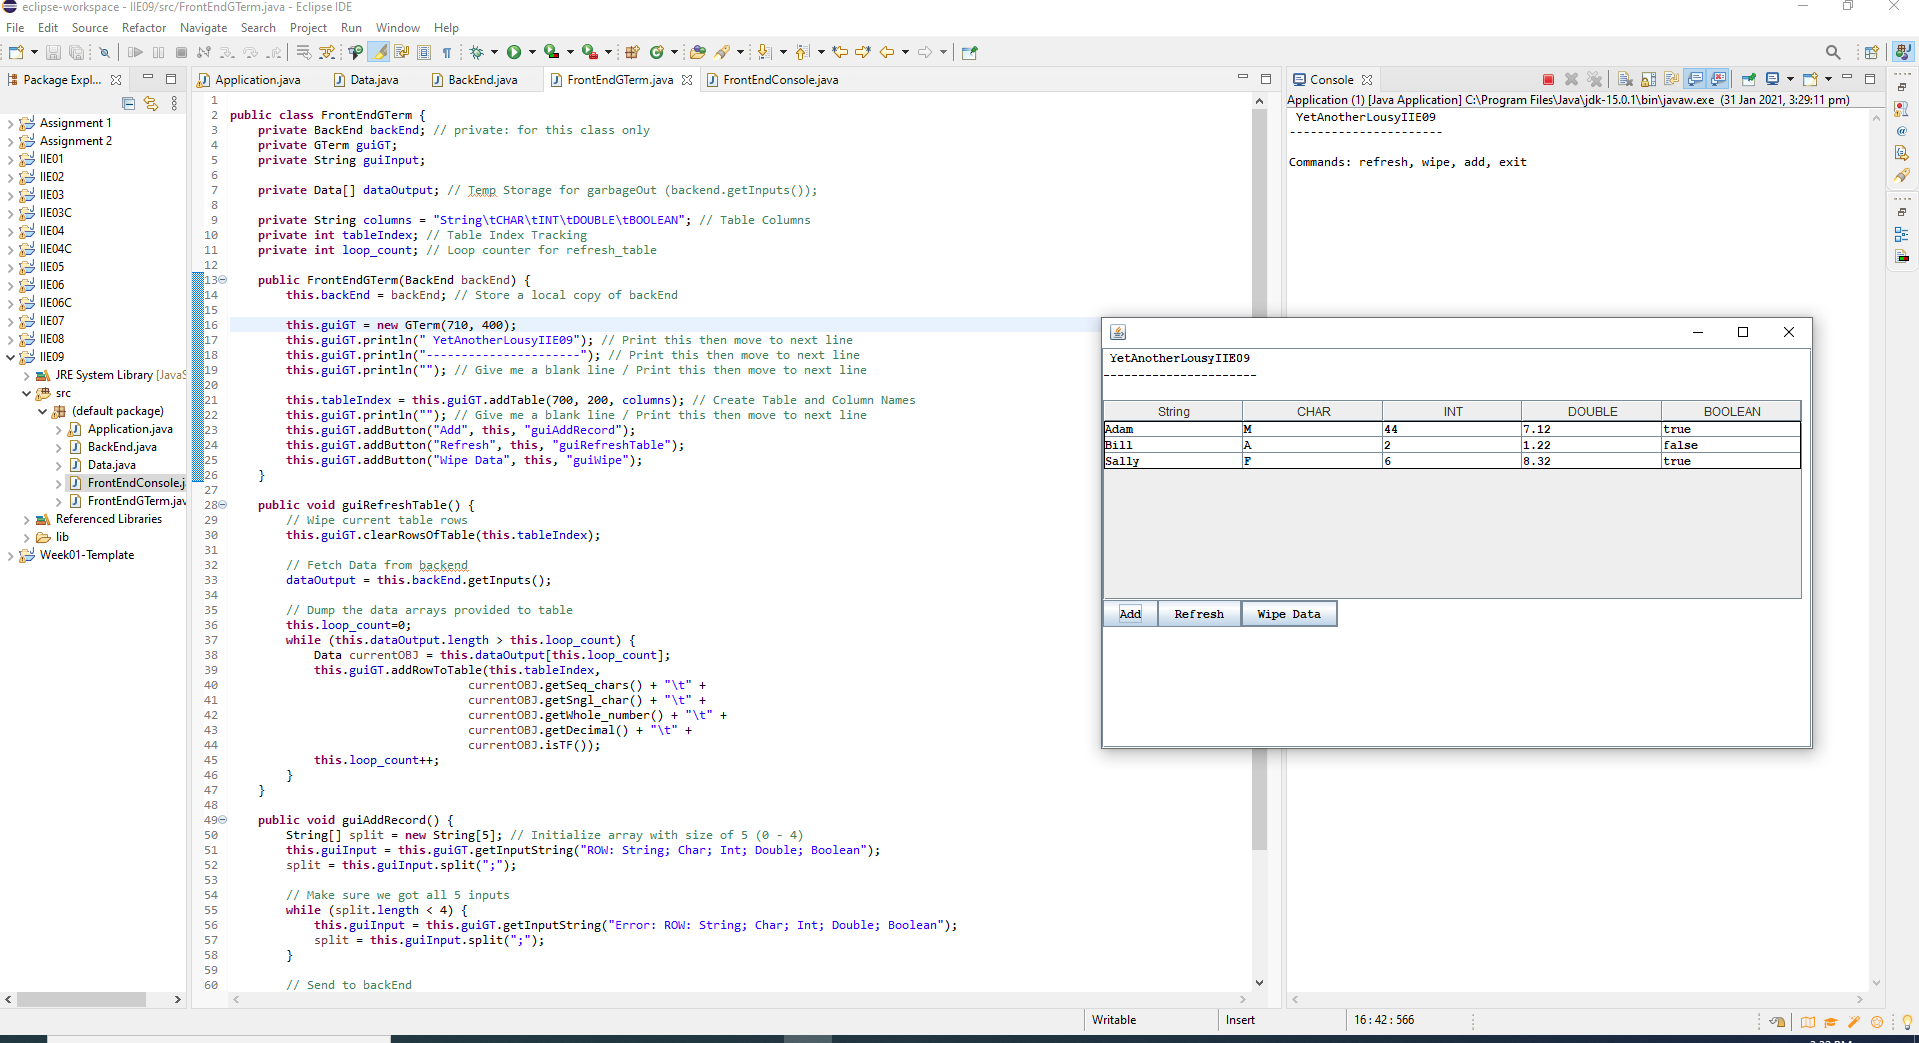 eclipse-workspace - IIE09/src/FrontEndGTerm.java - Eclipse IDE
File Edit Source Refactor Navigate Search Project Run Window Help
Package Expl...
Assignment 1
Assignment 2
IIE01
IIE02
IIE03
IIE03C
IIE04
IIE04C
IIE05
IIE06
IIE06C
IIE07
IIE08
IIE09
JRE System Library [JavaS
src
(default package)
Application.java
BackEnd.java
Data.java
FrontEndConsole.j
FrontEndGTerm.jav
Referenced Libraries
lib
Week01-Template
Application.java Data.java BackEnd.java FrontEndGTerm.java FrontEndConsole.java
1
2 public class FrontEndGTerm {
3 private BackEnd backEnd; // private: for this class only
4 private GTerm guiGT;
5 private String guiInput;
6
7 private Data[] dataOutput; // Temp Storage for garbageOut (backend.getInputs());
8
9 private String columns = "String\tCHAR\tINT\tDOUBLE\tBOOLEAN"; // Table Columns
10 private int tableIndex; // Table Index Tracking
11 private int loop_count; // Loop counter for refresh_table
12
13 public FrontEndGTerm(BackEnd backEnd) {
14 this.backEnd = backEnd; // Store a local copy of backEnd
15
16 this.guiGT = new GTerm(710, 400);
17 this.guiGT.println(" YetAnotherLousyIIE09"); // Print this then move to next line
18 this.guiGT.println("----------------------"); // Print this then move to next line
19 this.guiGT.println(""); // Give me a blank line / Print this then move to next line
20
21 this.tableIndex = this.guiGT.addTable(700, 200, columns); // Create Table and Column Names
22 this.guiGT.println(""); // Give me a blank line / Print this then move to next line
23 this.guiGT.addButton("Add", this, "guiAddRecord");
24 this.guiGT.addButton("Refresh", this, "guiRefreshTable");
25 this.guiGT.addButton("Wipe Data", this, "guiWipe");
26 }
27
28 public void guiRefreshTable() {
29 // Wipe current table rows
30 this.guiGT.clearRowsOfTable(this.tableIndex);
31
32 // Fetch Data from backend
33 dataOutput = this.backEnd.getInputs();
34
35 // Dump the data arrays provided to table
36 this.loop_count=0;
37 while (this.dataOutput.length > this.loop_count) {
38 Data currentOBJ = this.dataOutput[this.loop_count];
39 this.guiGT.addRowToTable(this.tableIndex,
40 currentOBJ.getSeq_chars() + "\t" +
41 currentOBJ.getSngl_char() + "\t" +
42 currentOBJ.getWhole_number() + "\t" +
43 currentOBJ.getDecimal() + "\t" +
44 currentOBJ.isTF());
45 this.loop_count++;
46 }
47 }
48
49 public void guiAddRecord() {
50 String[] split = new String[5]; // Initialize array with size of 5 (0 - 4)
51 this.guiInput = this.guiGT.getInputString("ROW: String; Char; Int; Double; Boolean");
52 split = this.guiInput.split(";");
53
54 // Make sure we got all 5 inputs
55 while (split.length < 4) {
56 this.guiInput = this.guiGT.getInputString("Error: ROW: String; Char; Int; Double; Boolean");
57 split = this.guiInput.split(";");
58 }
59
60 // Send to backEnd
Console
Application (1) [Java Application] C:\Program Files\Java\jdk-15.0.1\bin\javaw.exe (31 Jan 2021, 3:29:11 pm)
YetAnotherLousyIIE09
----------------------
Commands: refresh, wipe, add, exit
YetAnotherLousyIIE09
----------------------
String CHAR INT DOUBLE BOOLEAN
Adam M 44 7.12 true
Bill A 2 1.22 false
Sally F 6 8.32 true
Add Refresh Wipe Data
Writable Insert 16 : 42 : 566